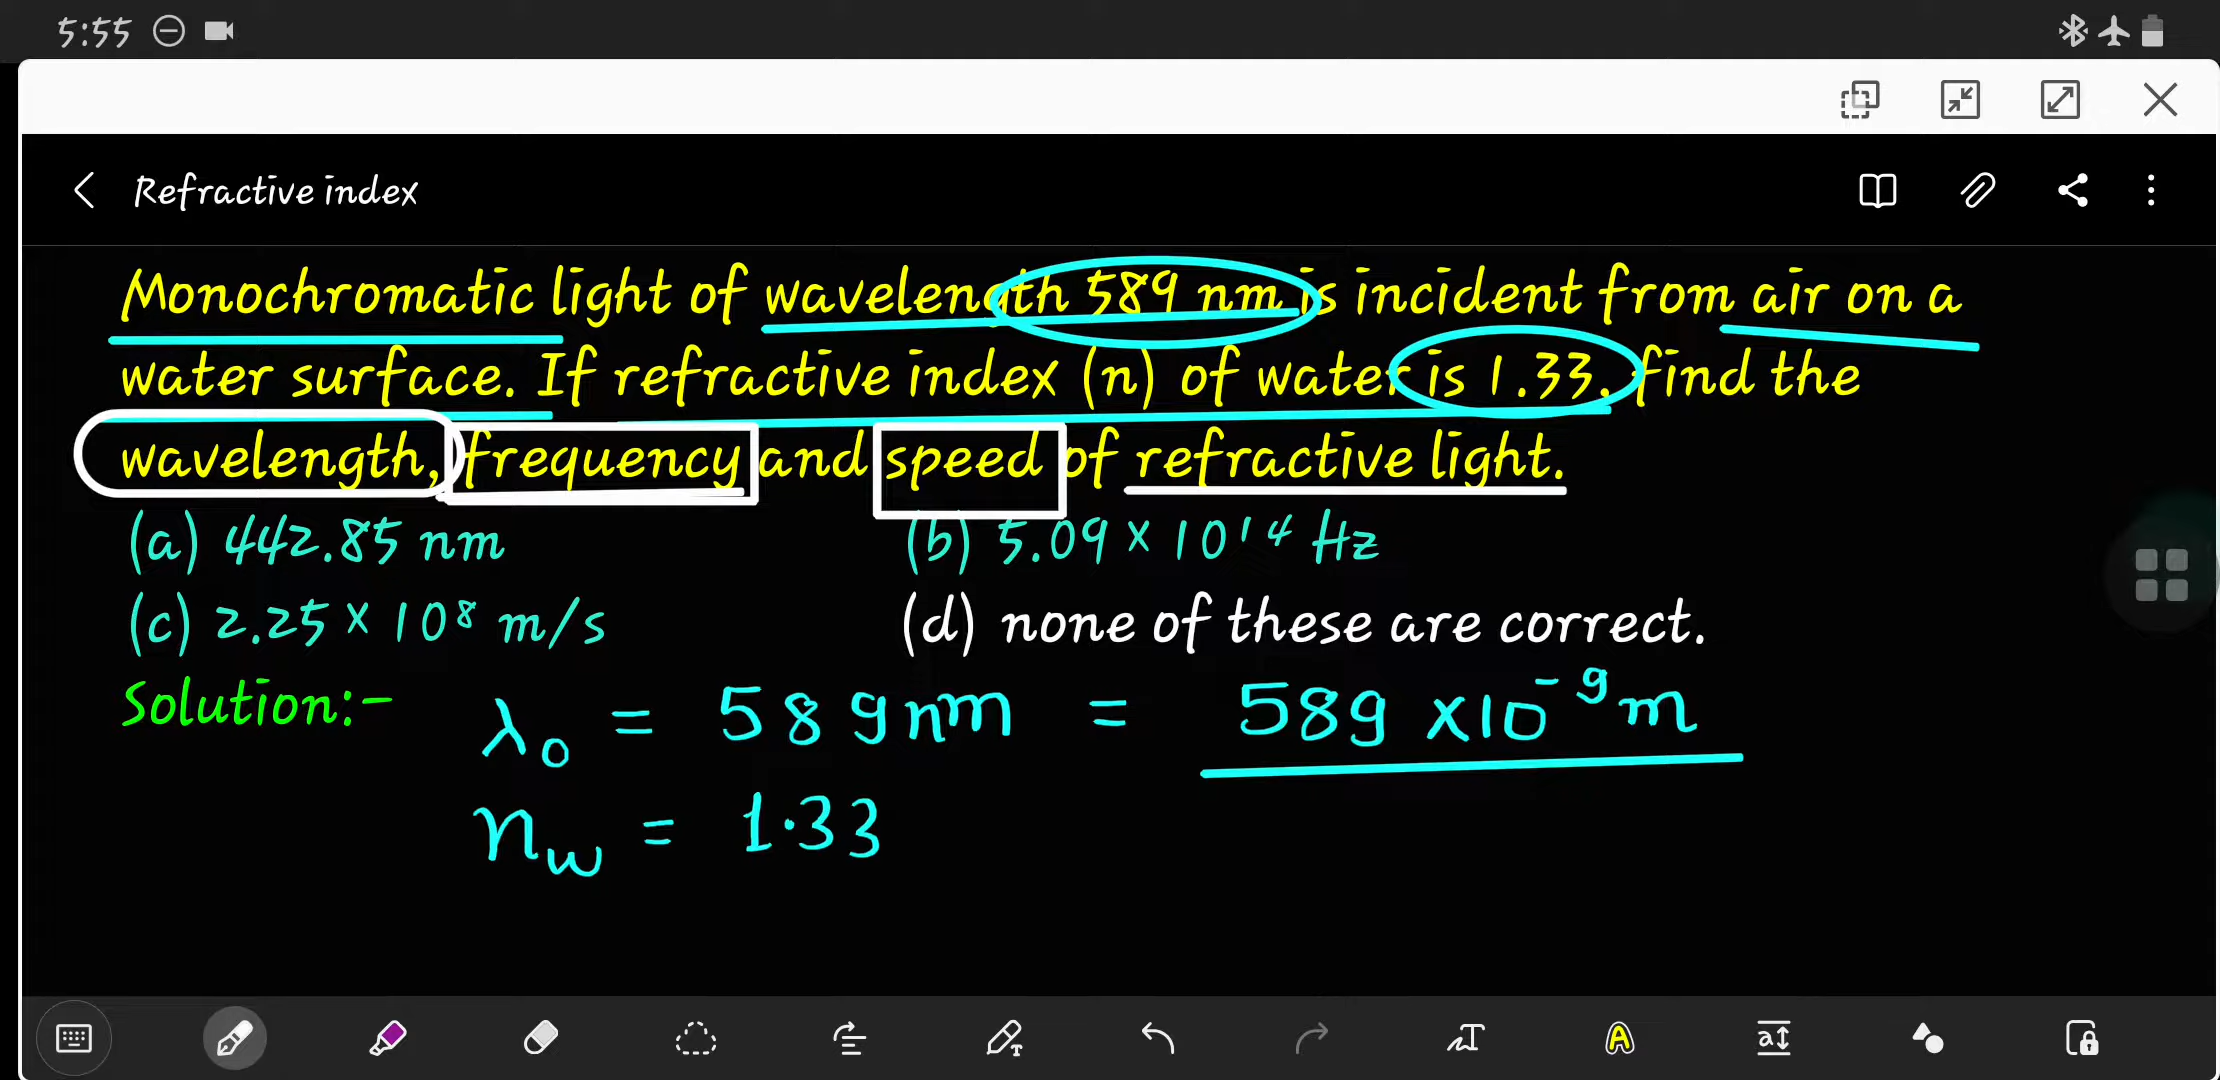 5:55
Refractive index
Monochromatic light of wavelength 589 nm is incident from air on a
water surface. If refractive index (n) of water is 1.33. find the
wavelength, frequency and speed of refractive light.
(a) 442.85 nm (b) 5.09 × 10¹⁴ Hz
(c) 2.25 × 10⁸ m/s (d) none of these are correct.
Solution:- λ₀ = 589 nm = 589 × 10⁻⁹ m
n_w = 1.33